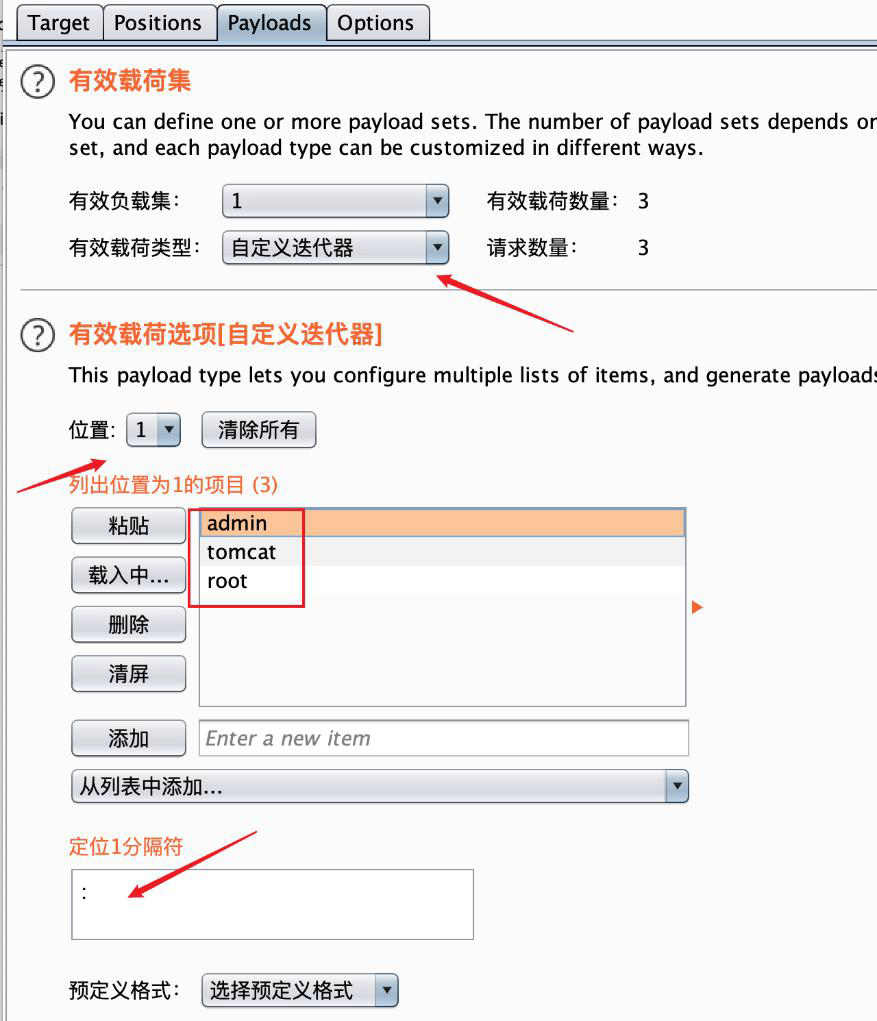 Target Positions Payloads Options
? 有效载荷集
You can define one or more payload sets. The number of payload sets depends or
set, and each payload type can be customized in different ways.
有效负载集： 1 有效载荷数量： 3
有效载荷类型： 自定义迭代器 请求数量： 3
? 有效载荷选项[自定义迭代器]
This payload type lets you configure multiple lists of items, and generate payloads
位置: 1 清除所有
列出位置为1的项目 (3)
粘贴 admin
tomcat
载入中... root
删除
清屏
添加 Enter a new item
从列表中添加...
定位1分隔符
:
预定义格式： 选择预定义格式